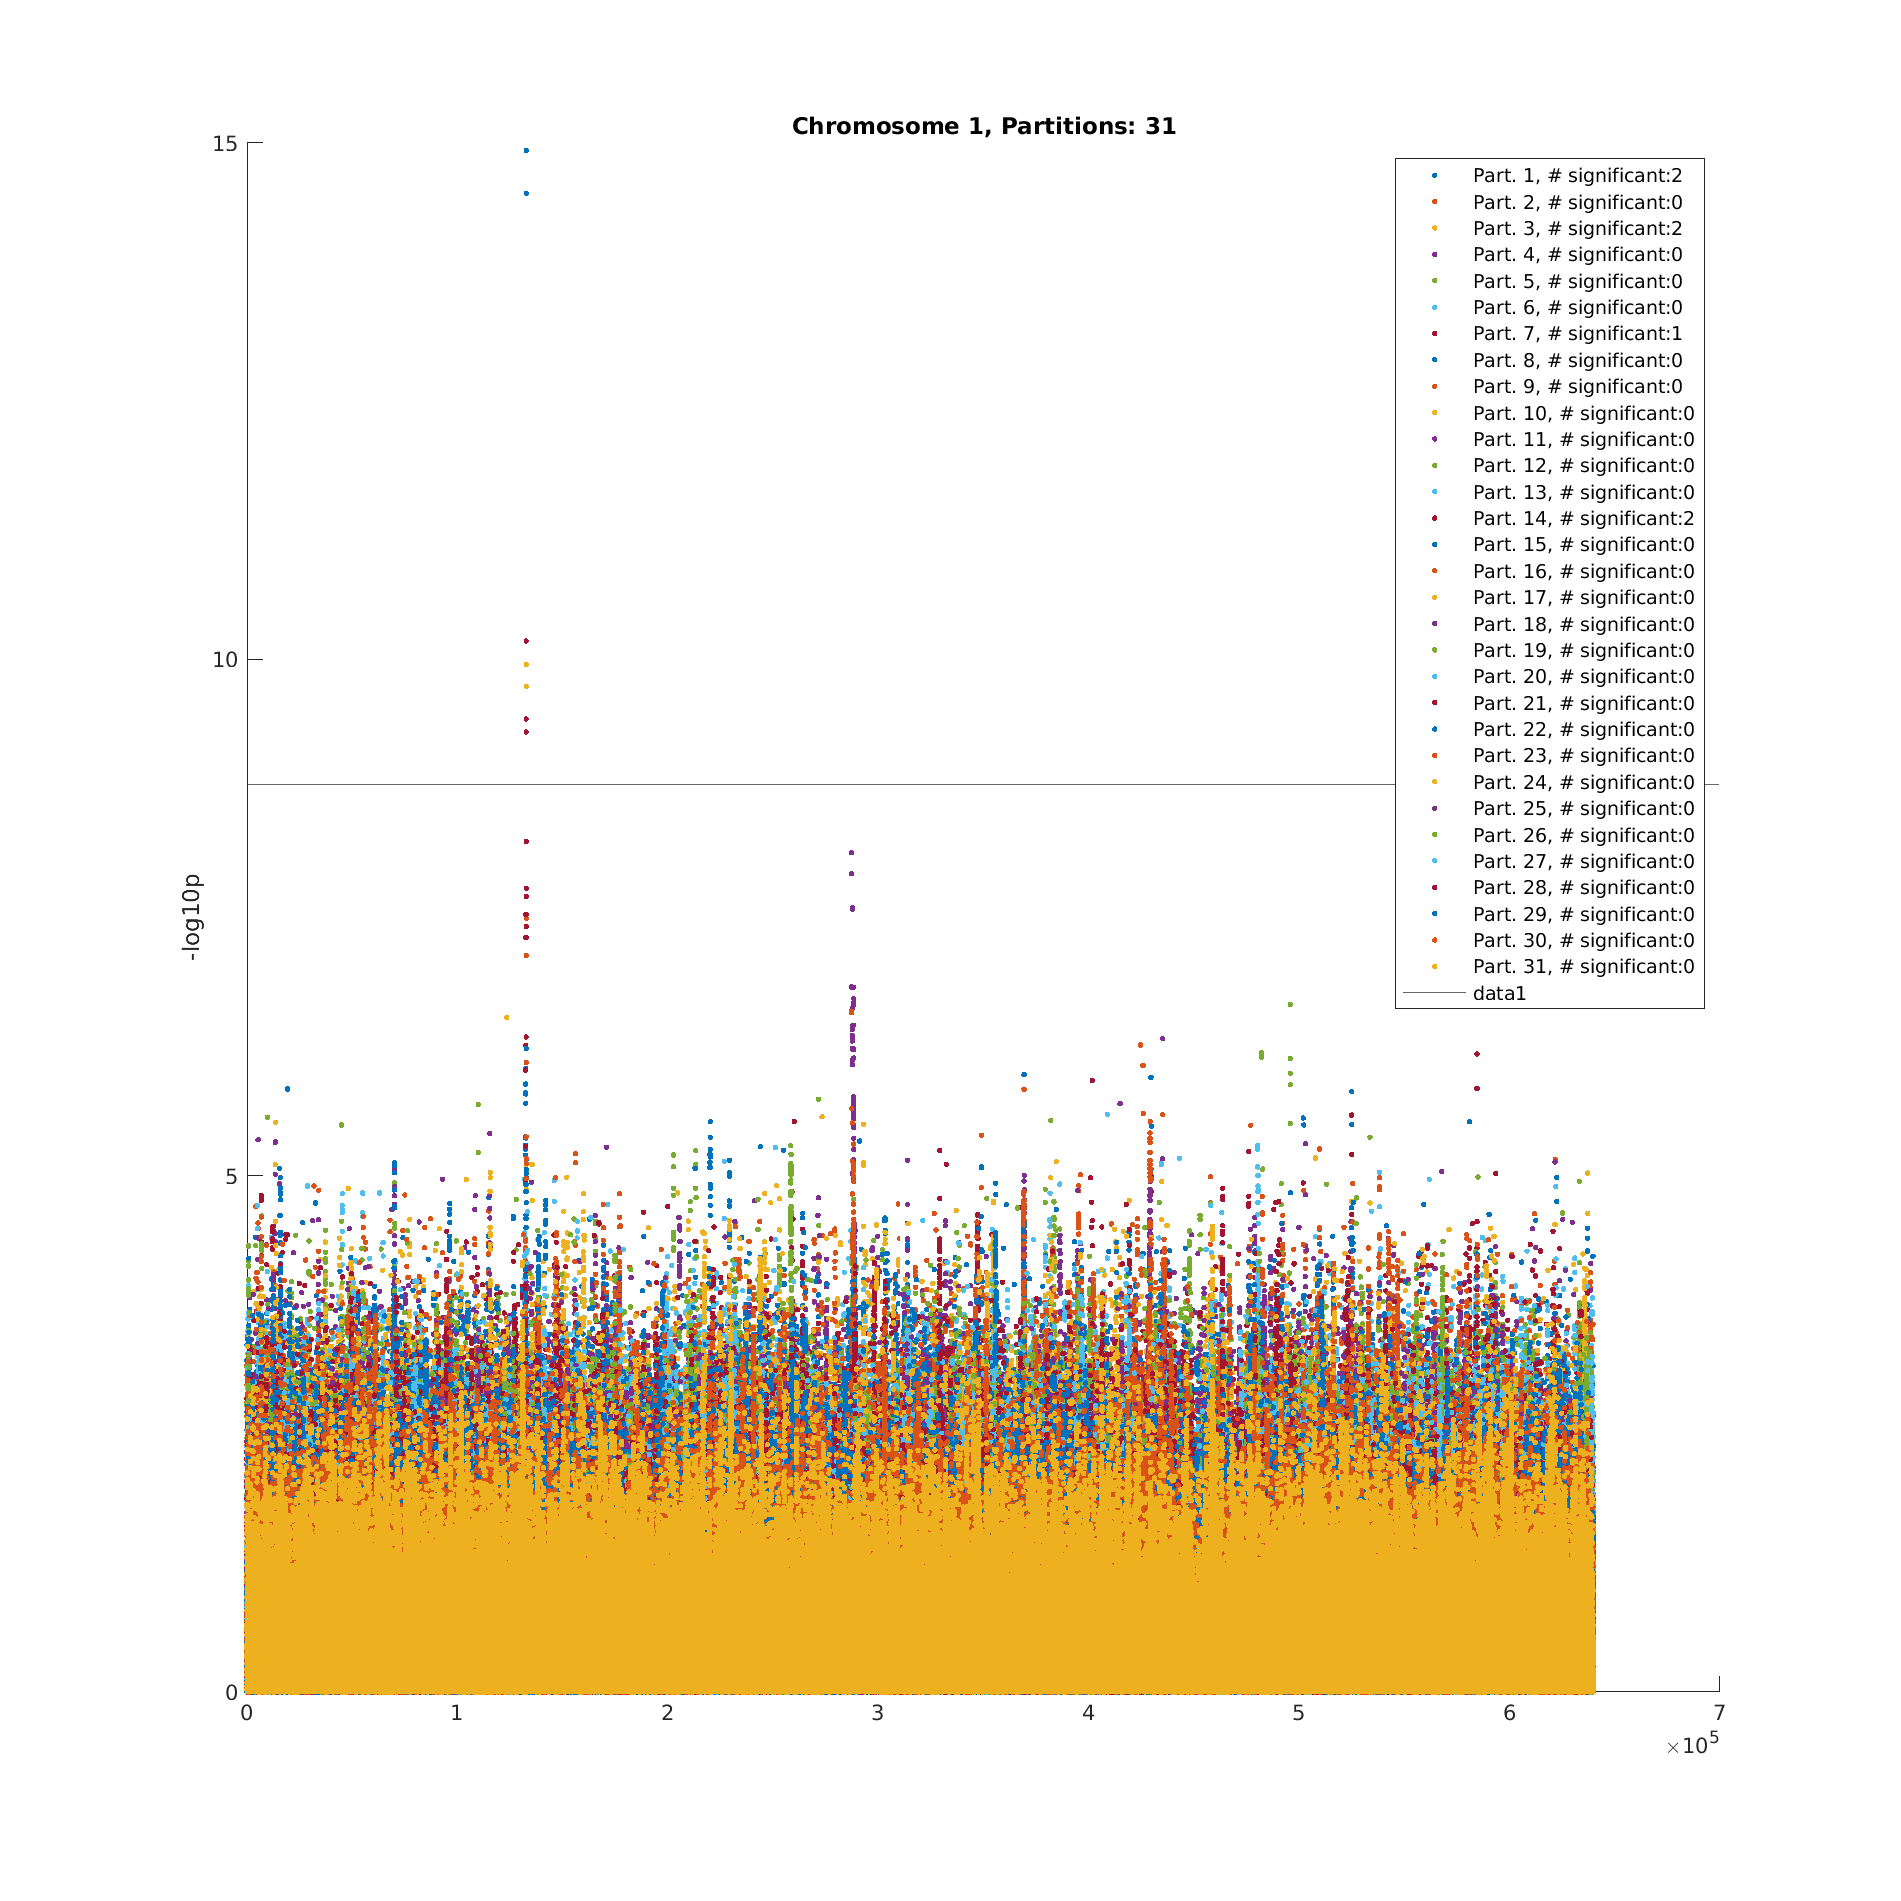 Chromosome 1, Partitions: 31
15
10
5
0
-log10p
0 1 2 3 4 5 6 7
×10^5
Part. 1, # significant:2
Part. 2, # significant:0
Part. 3, # significant:2
Part. 4, # significant:0
Part. 5, # significant:0
Part. 6, # significant:0
Part. 7, # significant:1
Part. 8, # significant:0
Part. 9, # significant:0
Part. 10, # significant:0
Part. 11, # significant:0
Part. 12, # significant:0
Part. 13, # significant:0
Part. 14, # significant:2
Part. 15, # significant:0
Part. 16, # significant:0
Part. 17, # significant:0
Part. 18, # significant:0
Part. 19, # significant:0
Part. 20, # significant:0
Part. 21, # significant:0
Part. 22, # significant:0
Part. 23, # significant:0
Part. 24, # significant:0
Part. 25, # significant:0
Part. 26, # significant:0
Part. 27, # significant:0
Part. 28, # significant:0
Part. 29, # significant:0
Part. 30, # significant:0
Part. 31, # significant:0
data1